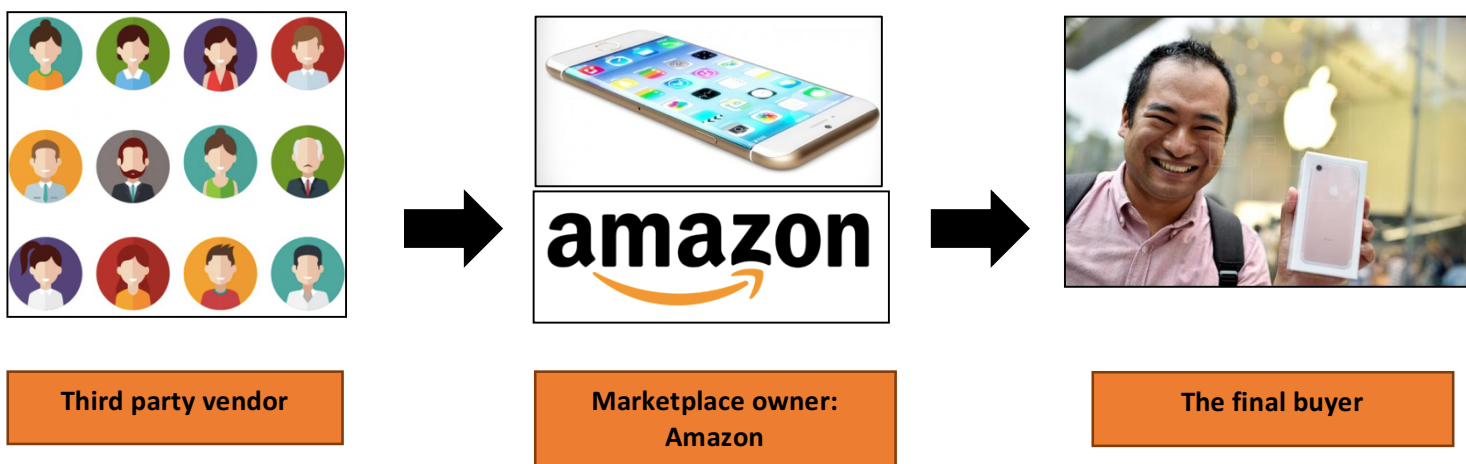 amazon
Third party vendor
Marketplace owner:
Amazon
The final buyer